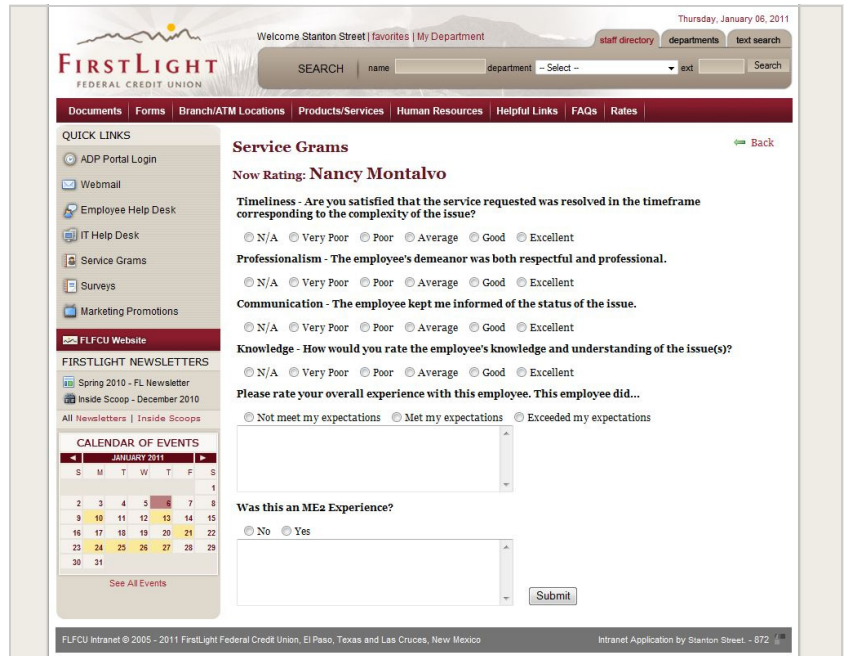 Thursday, January 06, 2011
Welcome Stanton Street | favorites | My Department
staff directory departments text search
FIRSTLIGHT
FEDERAL CREDIT UNION
SEARCH name department -- Select -- ext Search
Documents Forms Branch/ATM Locations Products/Services Human Resources Helpful Links FAQs Rates
QUICK LINKS
ADP Portal Login
Webmail
Employee Help Desk
IT Help Desk
Service Grams
Surveys
Marketing Promotions
FLFCU Website
FIRSTLIGHT NEWSLETTERS
Spring 2010 - FL Newsletter
Inside Scoop - December 2010
All Newsletters | Inside Scoops
CALENDAR OF EVENTS
JANUARY 2011
S M T W T F S
1
2 3 4 5 6 7 8
9 10 11 12 13 14 15
16 17 18 19 20 21 22
23 24 25 26 27 28 29
30 31
See All Events
Service Grams
Back
Now Rating: Nancy Montalvo
Timeliness - Are you satisfied that the service requested was resolved in the timeframe
corresponding to the complexity of the issue?
N/A Very Poor Poor Average Good Excellent
Professionalism - The employee's demeanor was both respectful and professional.
N/A Very Poor Poor Average Good Excellent
Communication - The employee kept me informed of the status of the issue.
N/A Very Poor Poor Average Good Excellent
Knowledge - How would you rate the employee's knowledge and understanding of the issue(s)?
N/A Very Poor Poor Average Good Excellent
Please rate your overall experience with this employee. This employee did...
Not meet my expectations Met my expectations Exceeded my expectations
Was this an ME2 Experience?
No Yes
Submit
FLFCU Intranet © 2005 - 2011 FirstLight Federal Credit Union, El Paso, Texas and Las Cruces, New Mexico
Intranet Application by Stanton Street. - 872